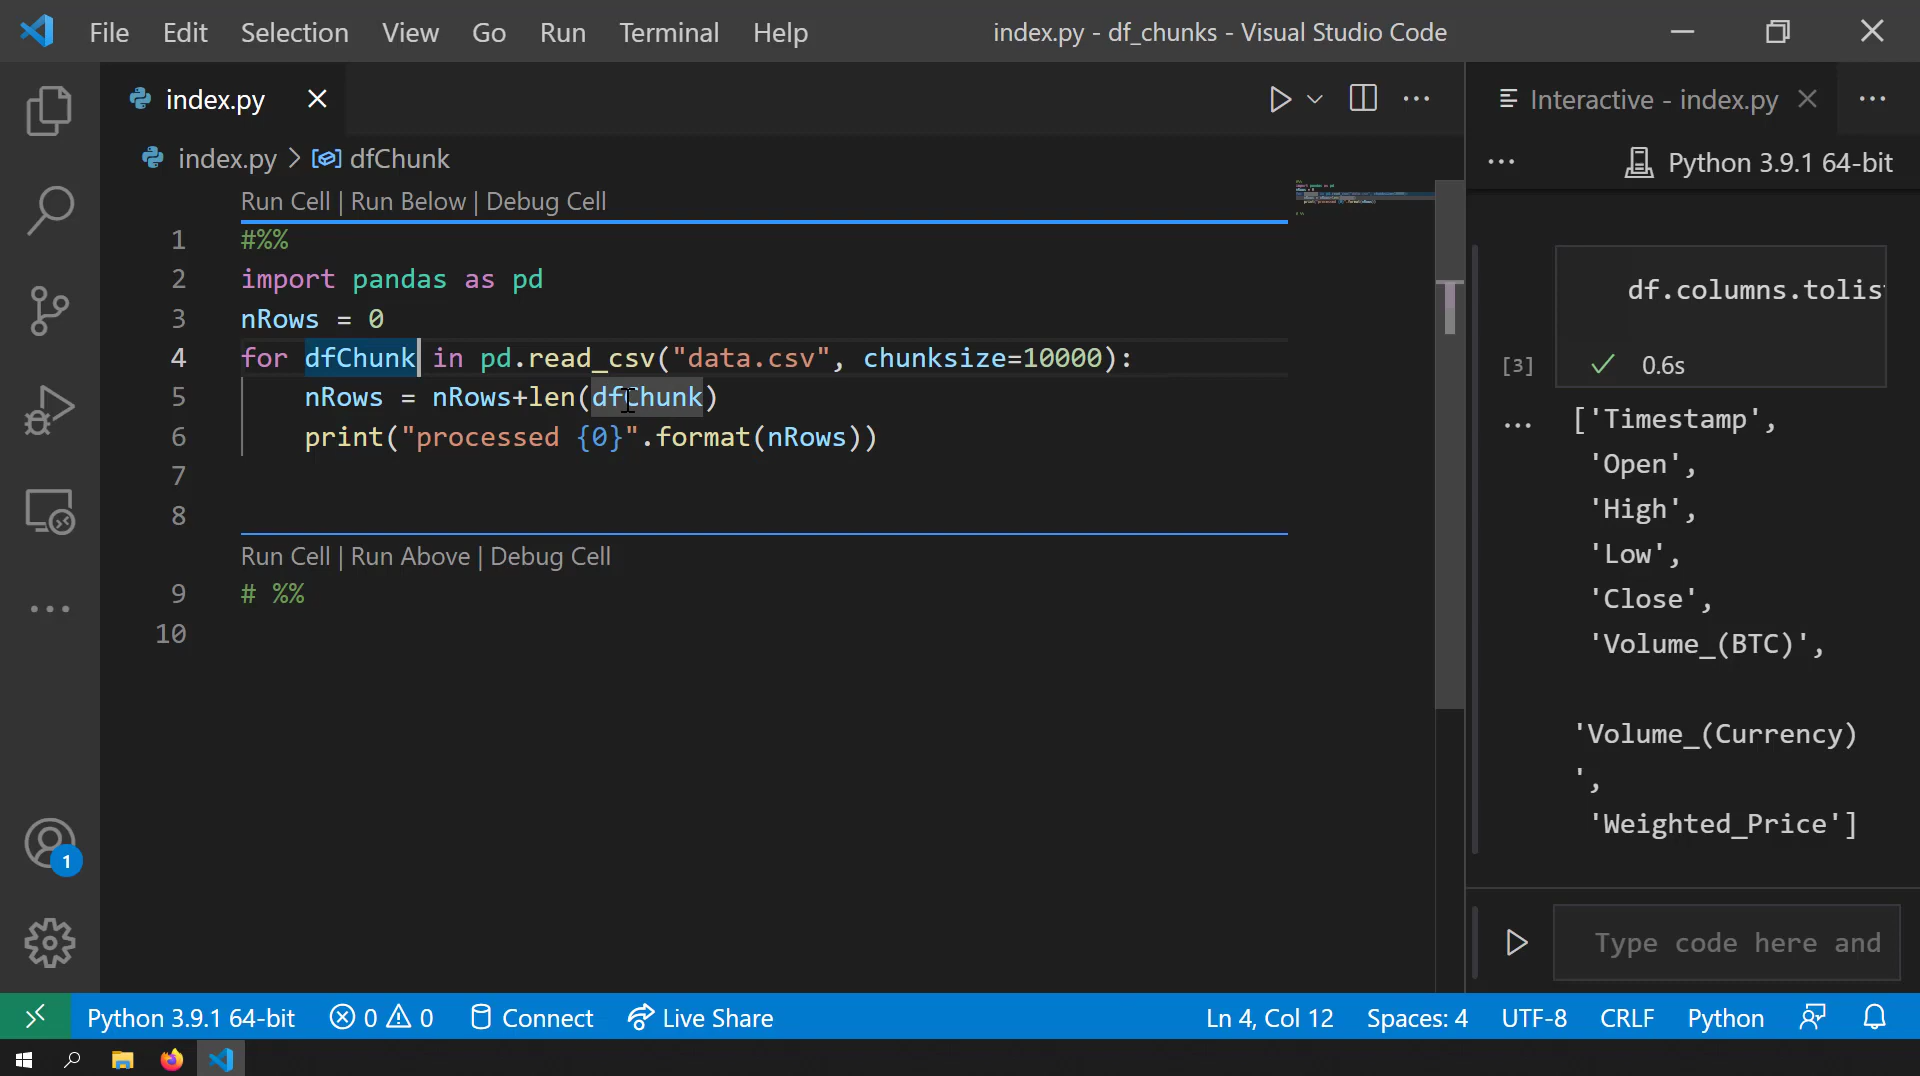 File Edit Selection View Go Run Terminal Help index.py - df_chunks - Visual Studio Code
index.py
index.py > dfChunk
Run Cell | Run Below | Debug Cell
1 #%%
2 import pandas as pd
3 nRows = 0
4 for dfChunk in pd.read_csv("data.csv", chunksize=10000):
5 nRows = nRows+len(dfChunk)
6 print("processed {0}".format(nRows))
7
8
Run Cell | Run Above | Debug Cell
9 # %%
10
Interactive - index.py
Python 3.9.1 64-bit
df.columns.tolis
[3] 0.6s
['Timestamp',
'Open',
'High',
'Low',
'Close',
'Volume_(BTC)',
'Volume_(Currency)
',
'Weighted_Price']
Type code here and
1
Python 3.9.1 64-bit 0 0 Connect Live Share Ln 4, Col 12 Spaces: 4 UTF-8 CRLF Python